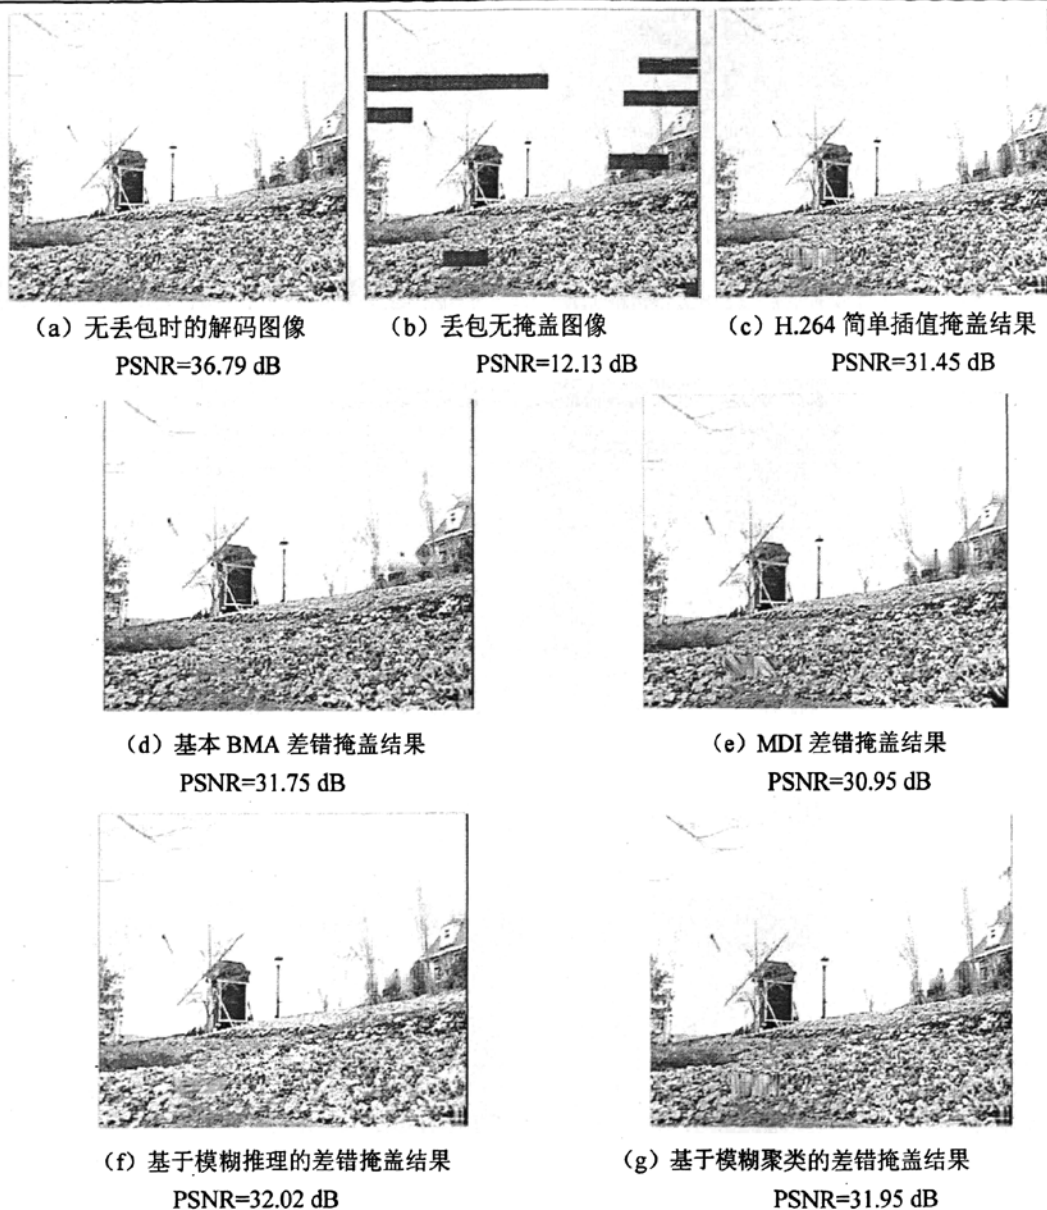 （a）无丢包时的解码图像
PSNR=36.79 dB
（b）丢包无掩盖图像
PSNR=12.13 dB
（c）H.264 简单插值掩盖结果
PSNR=31.45 dB
（d）基本 BMA 差错掩盖结果
PSNR=31.75 dB
（e）MDI 差错掩盖结果
PSNR=30.95 dB
（f）基于模糊推理的差错掩盖结果
PSNR=32.02 dB
（g）基于模糊聚类的差错掩盖结果
PSNR=31.95 dB